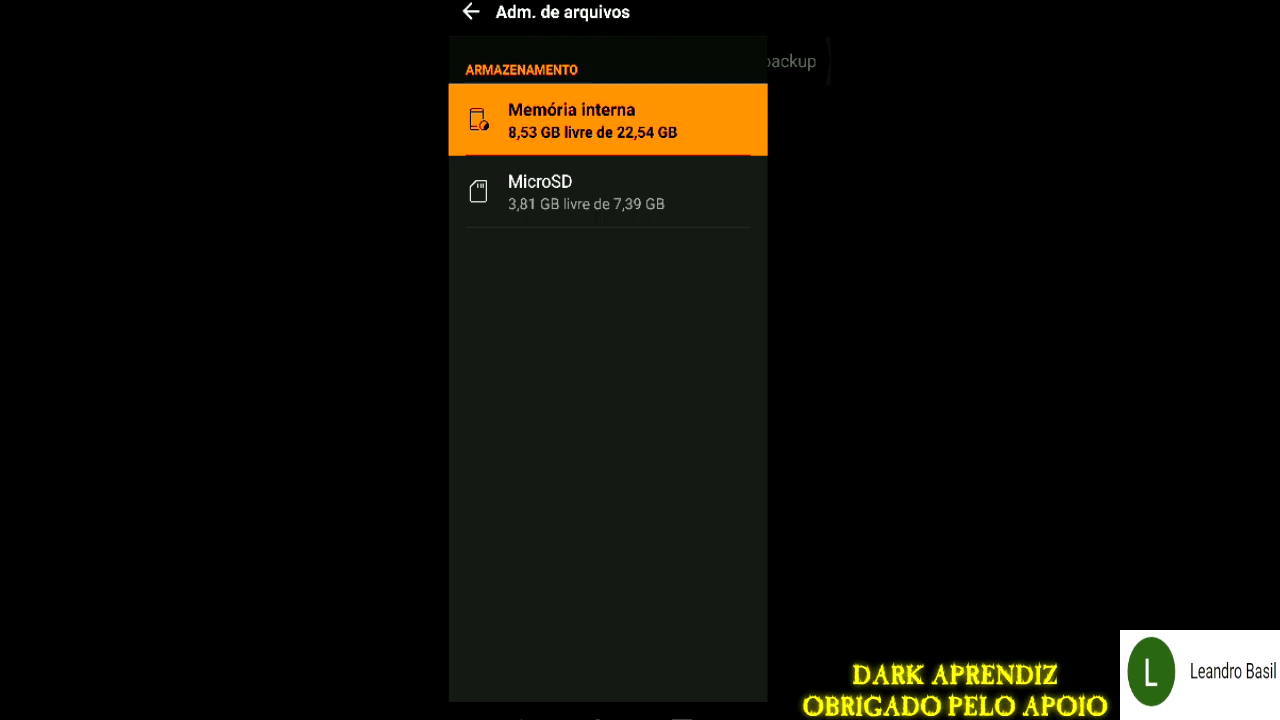 Adm. de arquivos
backup
ARMAZENAMENTO
Memória interna
8,53 GB livre de 22,54 GB
MicroSD
3,81 GB livre de 7,39 GB
DARK APRENDIZ
OBRIGADO PELO APOIO
L
Leandro Basil